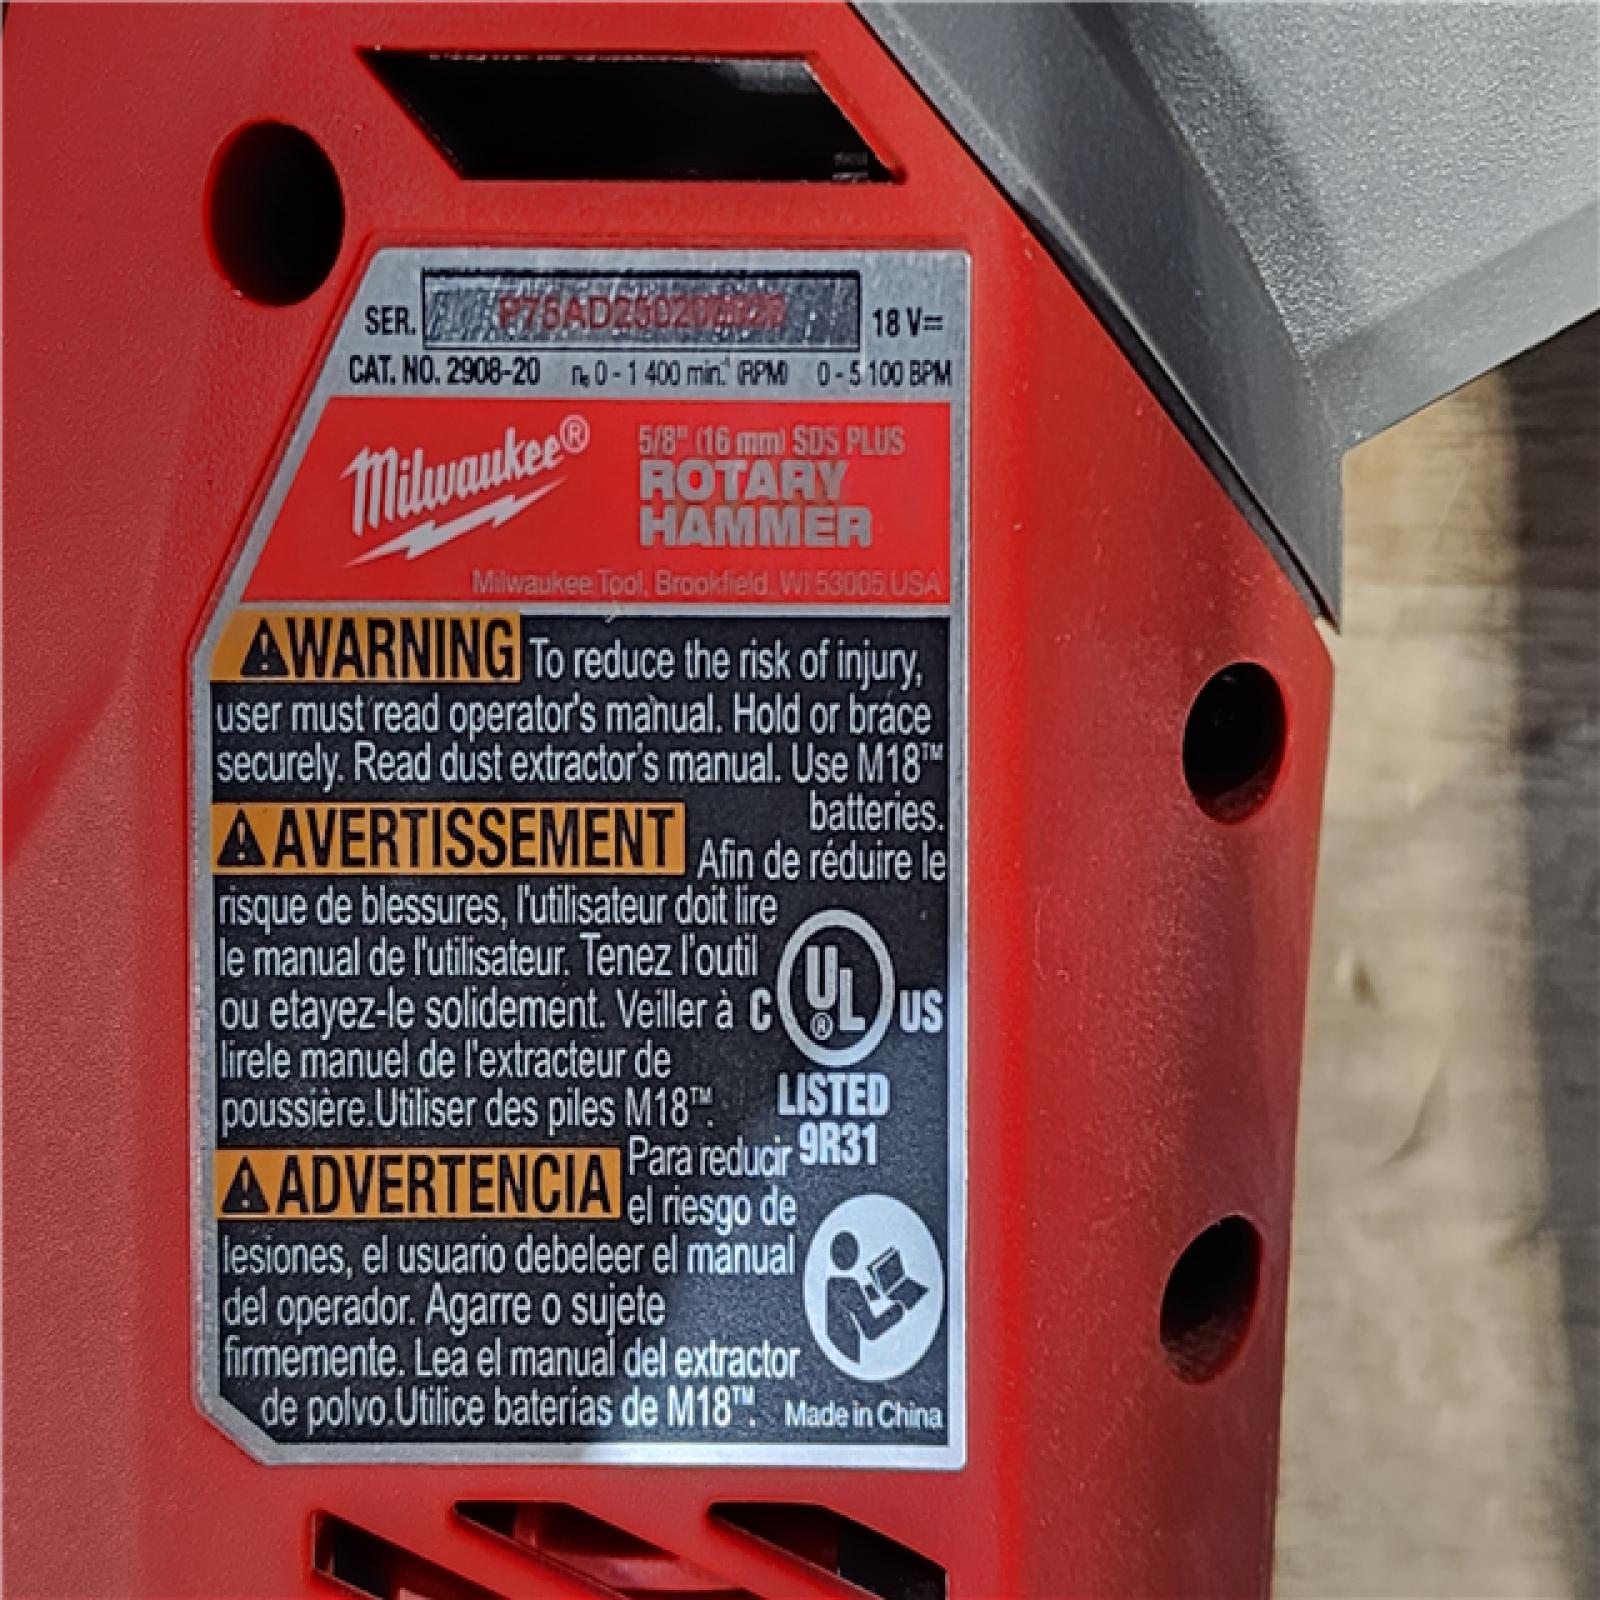 SER. 18 V⎓
CAT. NO. 2908-20 n₀ 0 - 1 400 min.⁻¹ (RPM) 0 - 5 100 BPM
Milwaukee®
5/8" (16 mm) SDS PLUS
ROTARY
HAMMER
Milwaukee Tool, Brookfield, WI 53005 USA
⚠WARNING To reduce the risk of injury,
user must read operator's manual. Hold or brace
securely. Read dust extractor's manual. Use M18™
batteries.
⚠AVERTISSEMENT Afin de réduire le
risque de blessures, l'utilisateur doit lire
le manual de l'utilisateur. Tenez l'outil
ou etayez-le solidement. Veiller à
lirele manuel de l'extracteur de
poussière.Utiliser des piles M18™.
C UL® US
LISTED
9R31
⚠ADVERTENCIA Para reducir
el riesgo de
lesiones, el usuario debeleer el manual
del operador. Agarre o sujete
firmemente. Lea el manual del extractor
de polvo.Utilice baterías de M18™.
Made in China